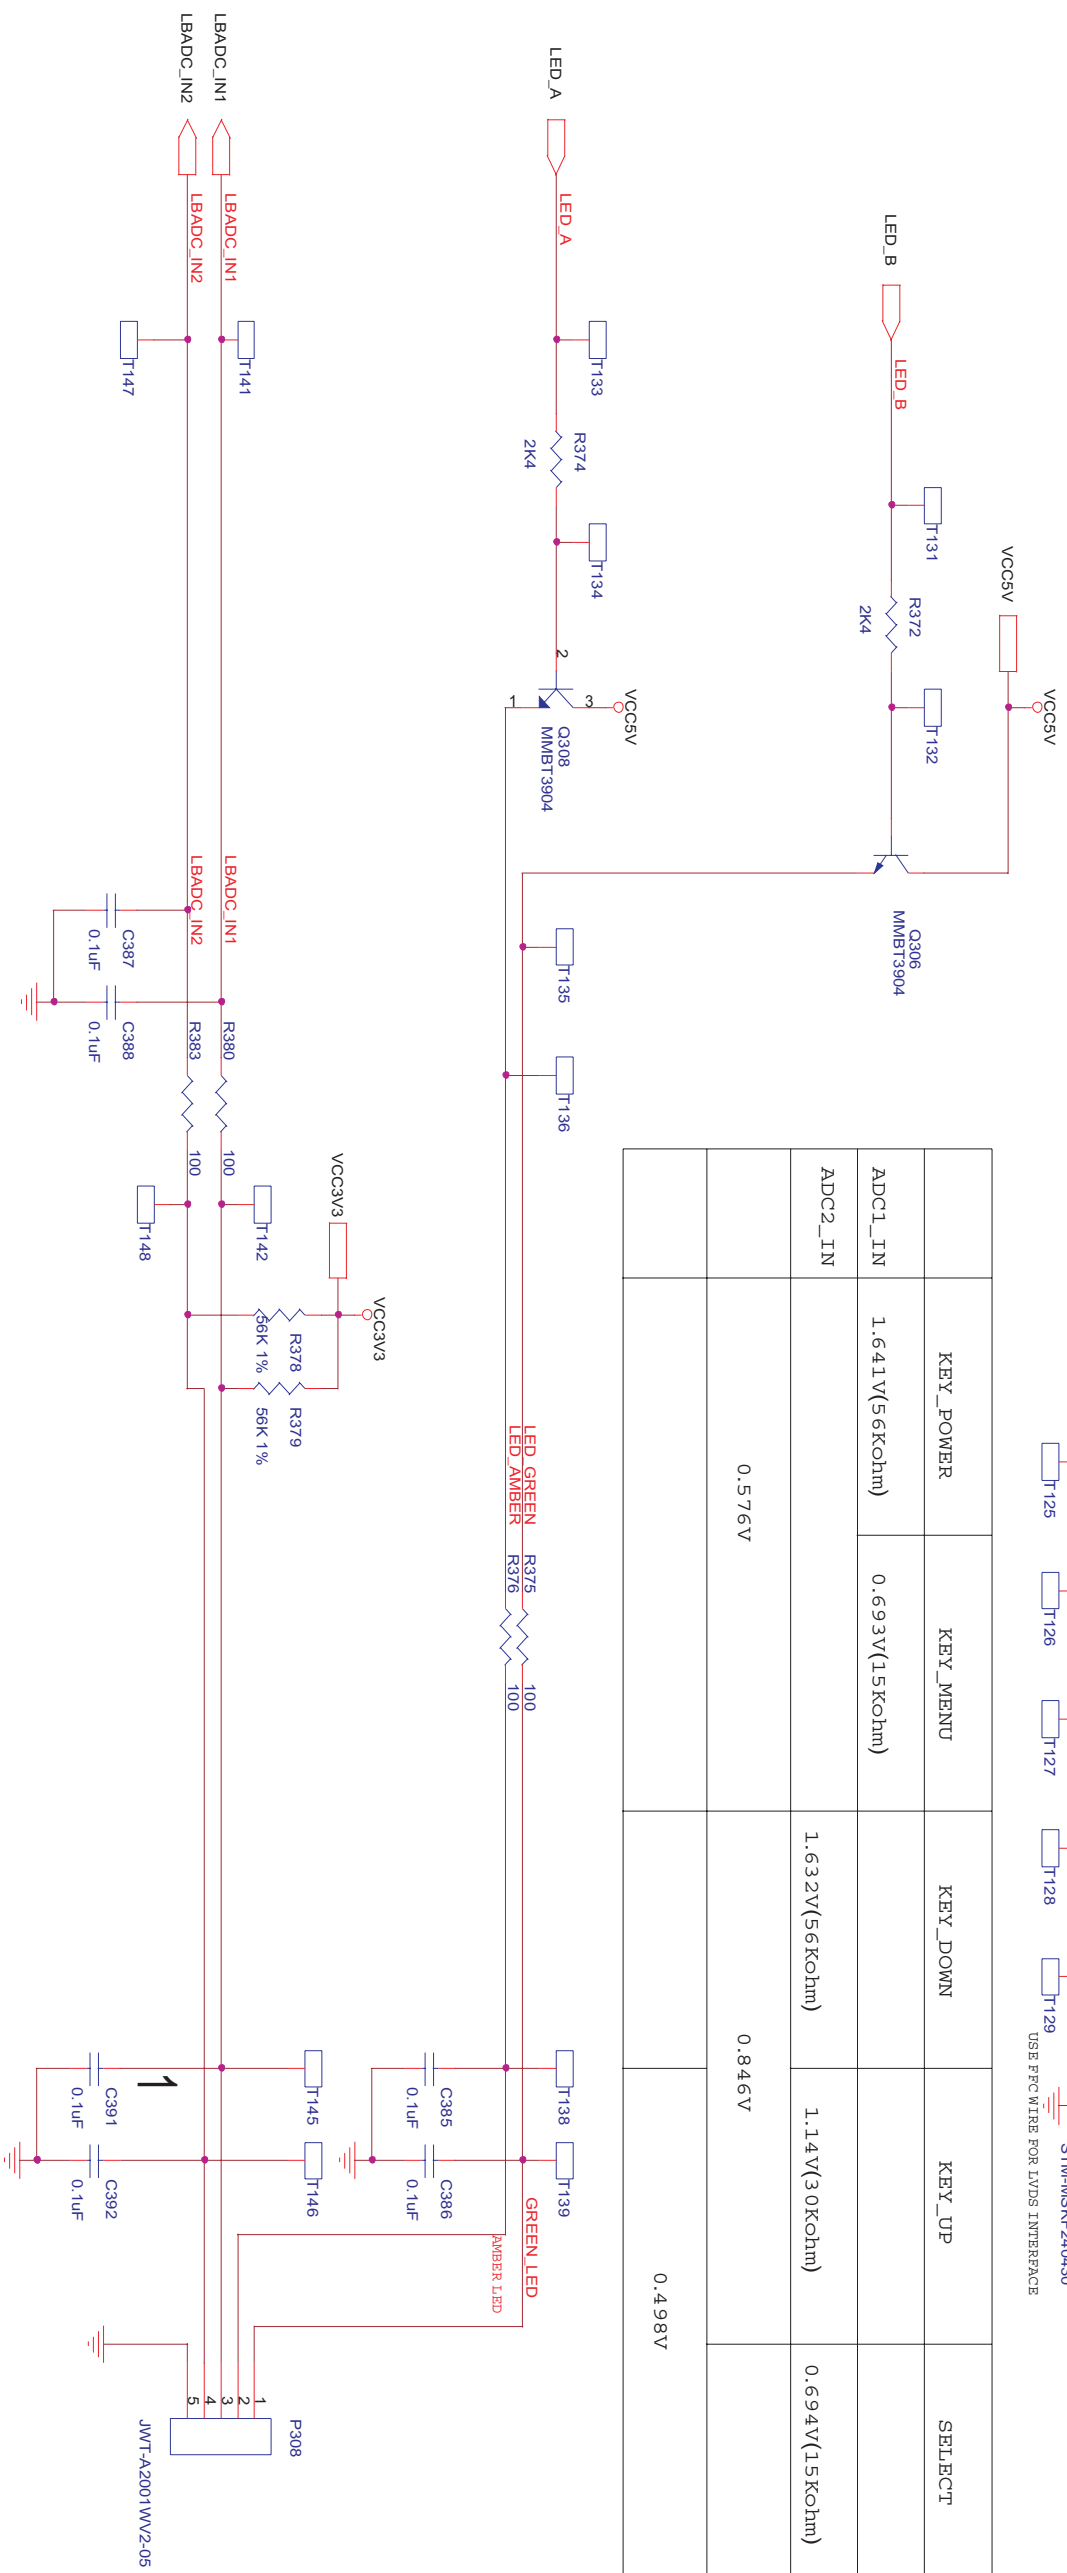 T125
T126
T127
T128
T129
USE FFC WIRE FOR LVDS INTERFACE
VCC5V
VCC5V
LED_B
LED_B
T131
R372
2K4
T132
Q306
MMBT3904
KEY_POWER
KEY_MENU
KEY_DOWN
KEY_UP
SELECT
ADC1_IN
1.641V(56Kohm)
0.693V(15Kohm)
ADC2_IN
1.632V(56Kohm)
1.14V(30Kohm)
0.694V(15Kohm)
0.576V
0.846V
0.498V
LED_A
LED_A
T133
R374
2K4
T134
2
1
3
VCC5V
Q308
MMBT3904
T135
T136
LED_GREEN
LED_AMBER
R375
R376
100
100
T138
T139
C385
0.1uF
C386
0.1uF
GREEN_LED
AMBER LED
VCC3V3
VCC3V3
R378
56K 1%
R379
56K 1%
LBADC_IN1
LBADC_IN2
LBADC_IN1
LBADC_IN2
T141
T147
LBADC_IN1
LBADC_IN2
C387
0.1uF
C388
0.1uF
R380
R383
100
100
T142
T148
T145
T146
C391
0.1uF
C392
0.1uF
1
1
2
3
4
5
P308
JWT-A2001WV2-05